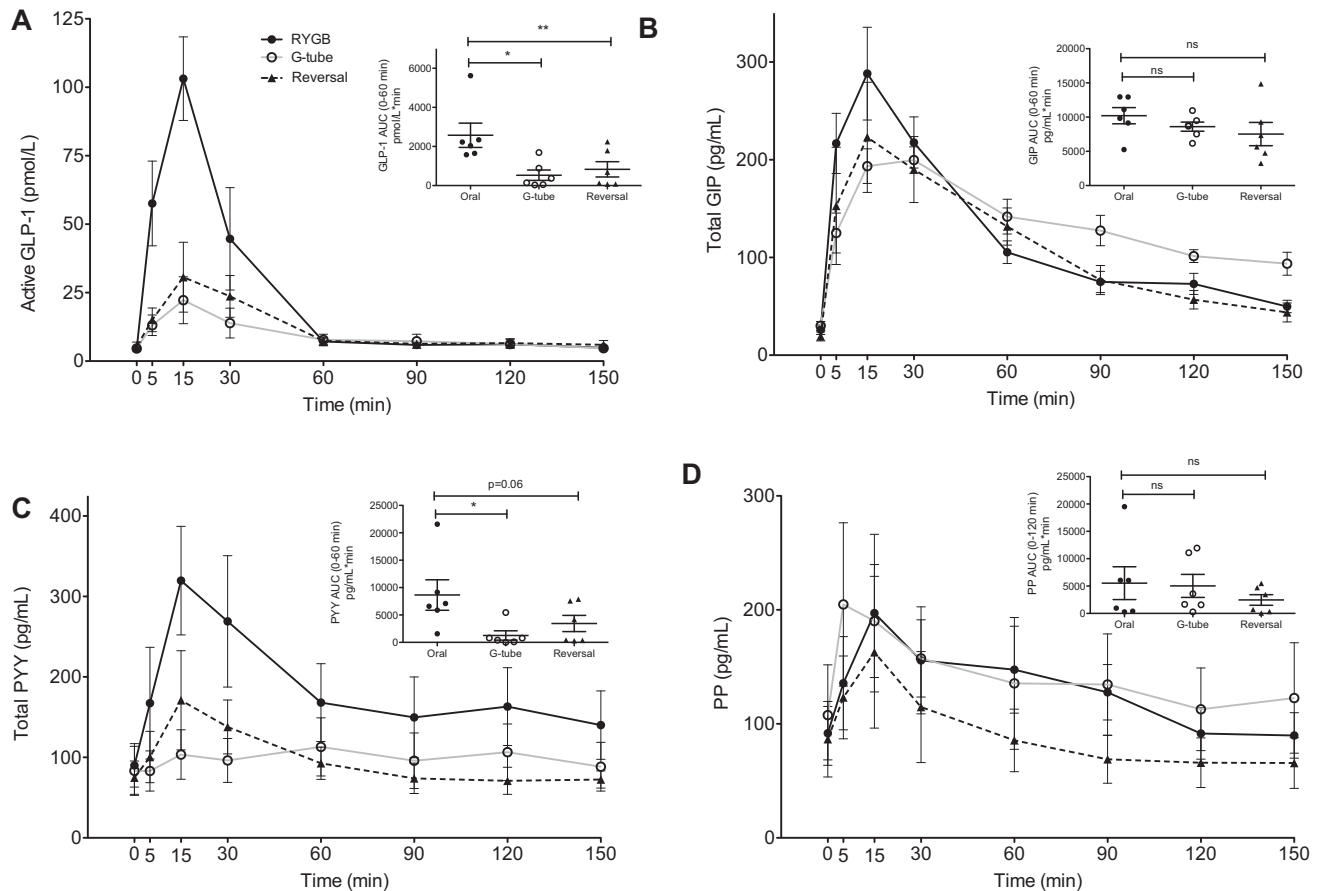 A
125
100
75
50
25
0
Active GLP-1 (pmol/L)
0 5 15 30 60 90 120 150
Time (min)
RYGB
G-tube
Reversal
**
*
6000
4000
2000
0
GLP-1 AUC (0-60 min)
pmol/L*min
Oral G-tube Reversal
B
300
200
100
0
Total GIP (pg/mL)
0 5 15 30 60 90 120 150
Time (min)
ns
ns
20000
15000
10000
5000
0
GIP AUC (0-60 min)
pg/mL*min
Oral G-tube Reversal
C
400
300
200
100
0
Total PYY (pg/mL)
0 5 15 30 60 90 120 150
Time (min)
p=0.06
*
25000
20000
15000
10000
5000
0
PYY AUC (0-60 min)
pg/mL*min
Oral G-tube Reversal
D
300
200
100
0
PP (pg/mL)
0 5 15 30 60 90 120 150
Time (min)
ns
ns
25000
20000
15000
10000
5000
0
PP AUC (0-120 min)
pg/mL*min
Oral G-tube Reversal